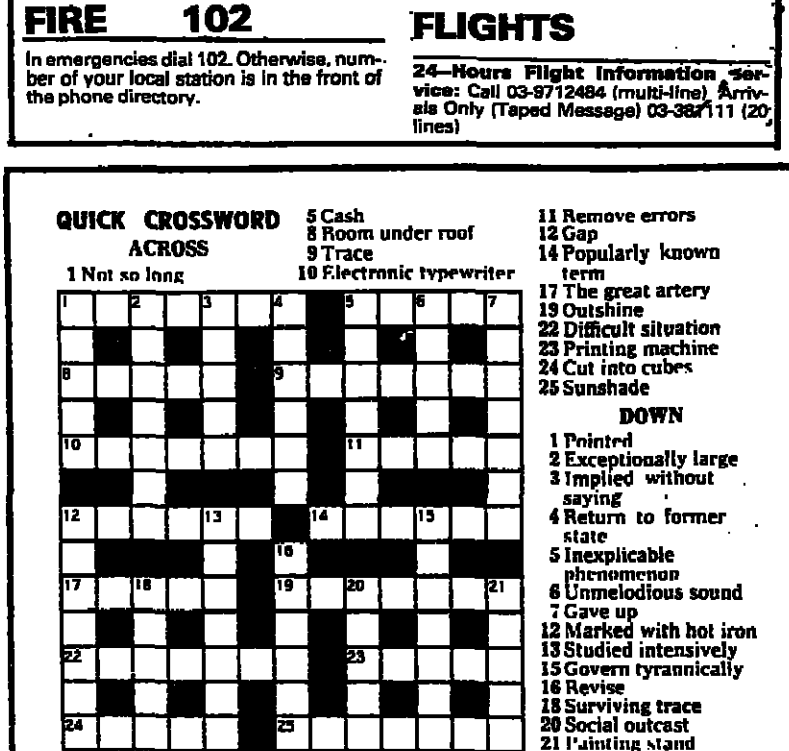 FIRE 102
In emergencies dial 102. Otherwise, num-
ber of your local station is in the front of
the phone directory.
FLIGHTS
24—Hours Flight Information Ser-
vice: Call 03-9712484 (multi-line) Arriv-
als Only (Taped Message) 03-381111 (20
lines)
QUICK CROSSWORD
ACROSS
1 Not so long
5 Cash
8 Room under roof
9 Trace
10 Electronic typewriter
11 Remove errors
12 Gap
14 Popularly known
term
17 The great artery
19 Outshine
22 Difficult situation
23 Printing machine
24 Cut into cubes
25 Sunshade
DOWN
1 Pointed
2 Exceptionally large
3 Implied without
saying
4 Return to former
state
5 Inexplicable
phenomenon
6 Unmelodious sound
7 Gave up
12 Marked with hot iron
13 Studied intensively
15 Govern tyrannically
16 Revise
18 Surviving trace
20 Social outcast
21 Painting stand
1 2 3 4 5 6 7
8 9
10 11
12 13 14 15
16
17 18 19 20 21
22 23
24 25